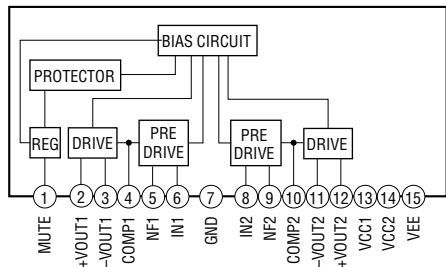 BIAS CIRCUIT
PROTECTOR
REG
DRIVE
PRE
DRIVE
PRE
DRIVE
DRIVE
1 2 3 4 5 6 7 8 9 10 11 12 13 14 15
MUTE
+VOUT1
−VOUT1
COMP1
NF1
IN1
GND
IN2
NF2
COMP2
−VOUT2
+VOUT2
VCC1
VCC2
VEE